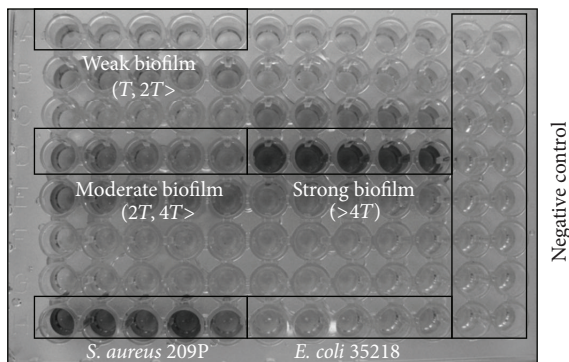 Weak biofilm
(T, 2T>
Moderate biofilm
(2T, 4T>
Strong biofilm
(>4T)
Negative control
S. aureus 209P
E. coli 35218